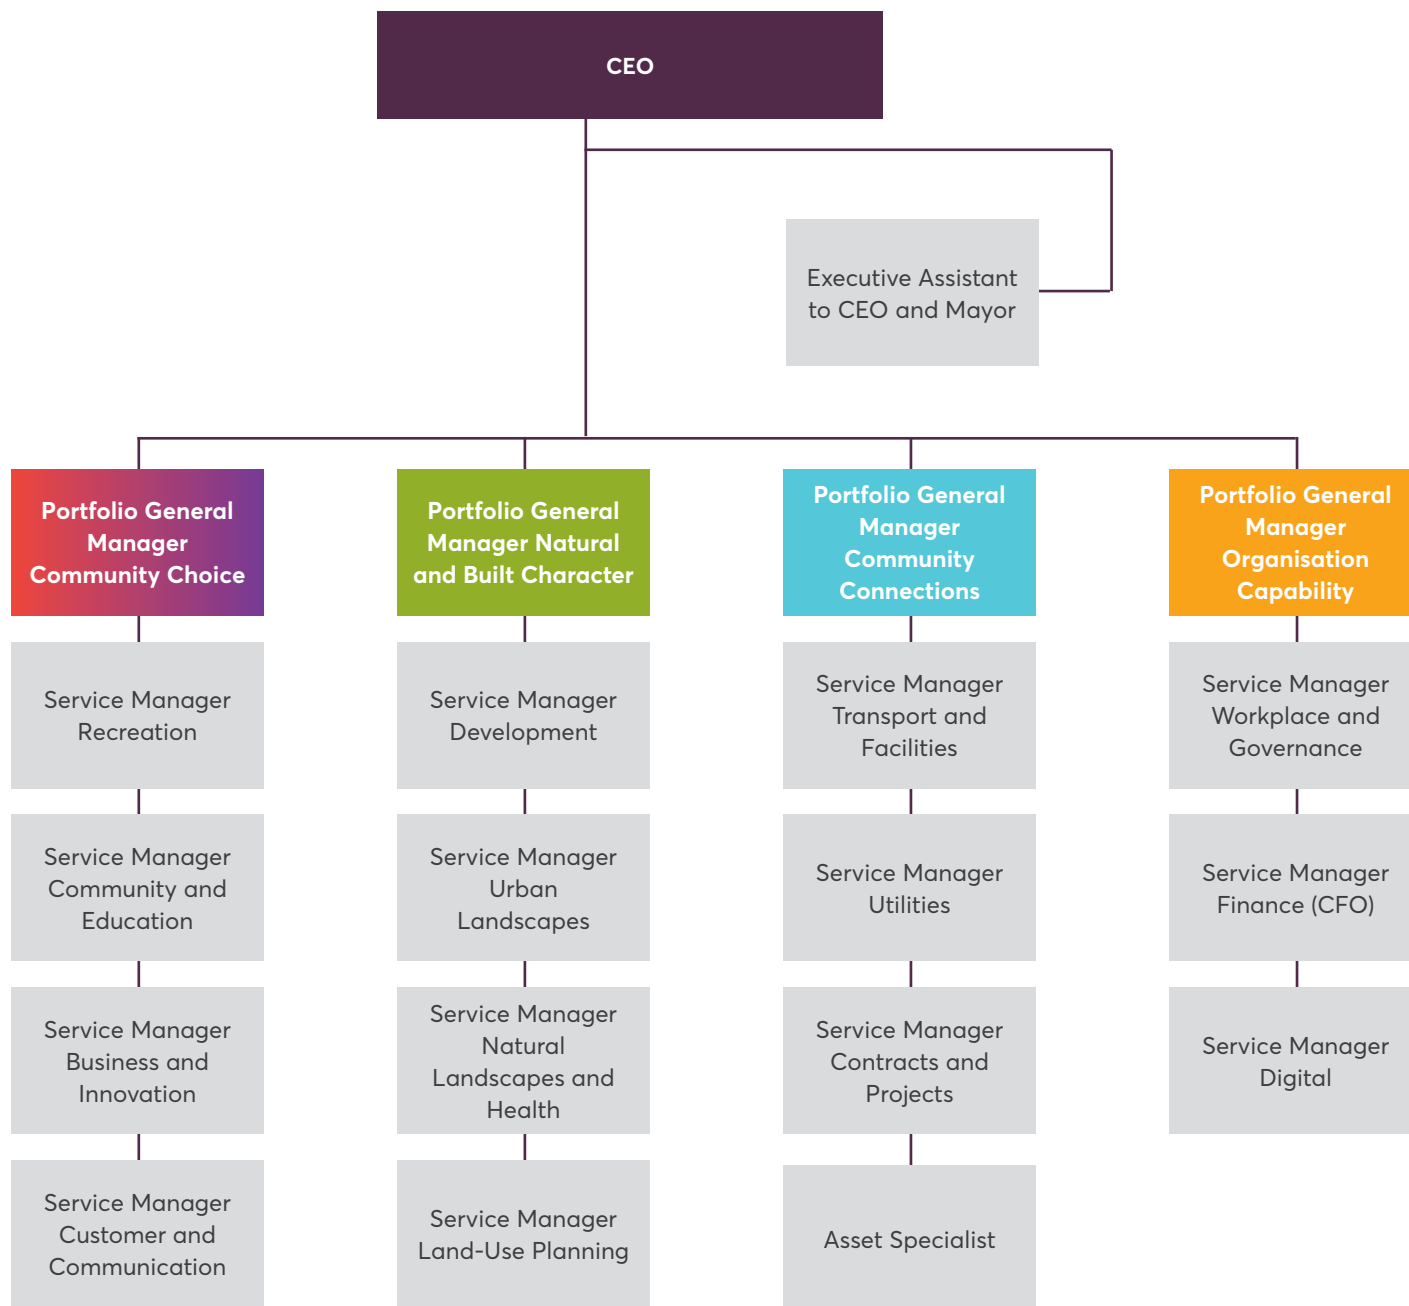 CEO
Executive Assistant
to CEO and Mayor
Portfolio General
Manager
Community Choice
Portfolio General
Manager Natural
and Built Character
Portfolio General
Manager
Community
Connections
Portfolio General
Manager
Organisation
Capability
Service Manager
Recreation
Service Manager
Development
Service Manager
Transport and
Facilities
Service Manager
Workplace and
Governance
Service Manager
Community and
Education
Service Manager
Urban
Landscapes
Service Manager
Utilities
Service Manager
Finance (CFO)
Service Manager
Business and
Innovation
Service Manager
Natural
Landscapes and
Health
Service Manager
Contracts and
Projects
Service Manager
Digital
Service Manager
Customer and
Communication
Service Manager
Land-Use Planning
Asset Specialist